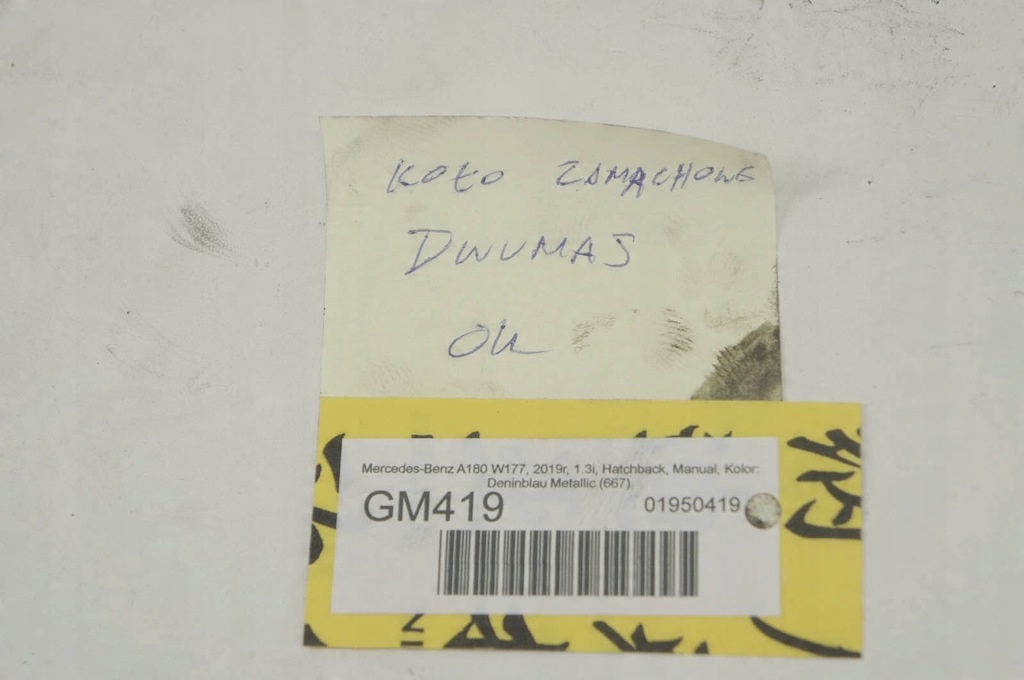 KOŁO ZAMACHOWE
DWUMAS
OK
Mercedes-Benz A180 W177, 2019r, 1.3i, Hatchback, Manual, Kolor:
Deninblau Metallic (667)
GM419 01950419